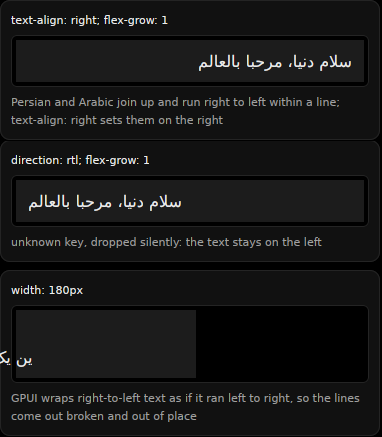 text-align: right; flex-grow: 1
سلام دنیا، مرحبا بالعالم
Persian and Arabic join up and run right to left within a line;
text-align: right sets them on the right
direction: rtl; flex-grow: 1
سلام دنیا، مرحبا بالعالم
unknown key, dropped silently: the text stays on the left
width: 180px
ین
GPUI wraps right-to-left text as if it ran left to right, so the lines
come out broken and out of place